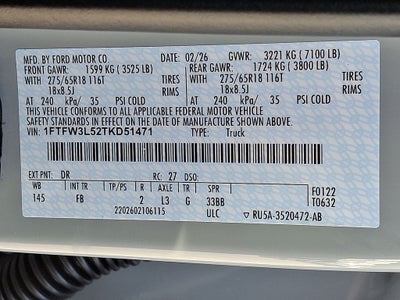 MFD. BY FORD MOTOR CO. 02/26 GVWR: 3221 KG ( 7100 LB)
FRONT GAWR: 1599 KG ( 3525 LB) REAR GAWR: 1724 KG ( 3800 LB)
WITH 275/65R18 116T TIRES WITH 275/65R18 116T TIRES
18x8.5J RIMS 18x8.5J RIMS
AT 240 kPa/ 35 PSI COLD AT 240 kPa/ 35 PSI COLD
THIS VEHICLE CONFORMS TO ALL APPLICABLE FEDERAL MOTOR VEHICLE
SAFETY STANDARDS IN EFFECT ON THE DATE OF MANUFACTURE SHOWN ABOVE.
VIN: 1FTFW3L52TKD51471 TYPE: Truck
EXT PNT: DR RC: 27 DSO:
WB INT TR TP/PS R AXLE TR SPR F0122
145 FB 2 L3 G 33BB T0632
2202602106115 ULC RU5A-3520472-AB